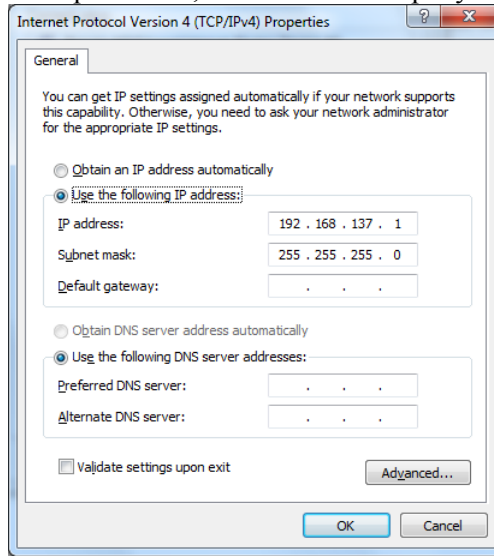 Internet Protocol Version 4 (TCP/IPv4) Properties
General
You can get IP settings assigned automatically if your network supports
this capability. Otherwise, you need to ask your network administrator
for the appropriate IP settings.
Obtain an IP address automatically
Use the following IP address:
IP address: 192 . 168 . 137 . 1
Subnet mask: 255 . 255 . 255 . 0
Default gateway: . . .
Obtain DNS server address automatically
Use the following DNS server addresses:
Preferred DNS server: . . .
Alternate DNS server: . . .
Validate settings upon exit
Advanced...
OK Cancel